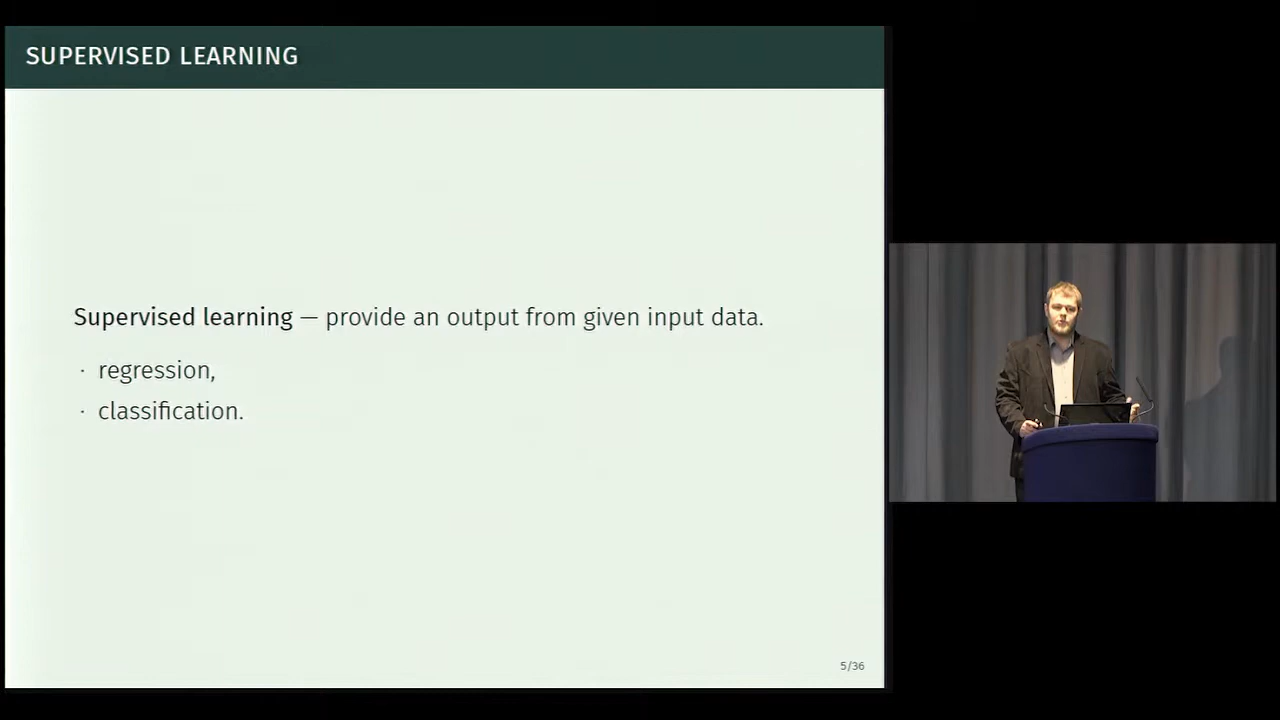 SUPERVISED LEARNING
Supervised learning — provide an output from given input data.
· regression,
· classification.
5/36